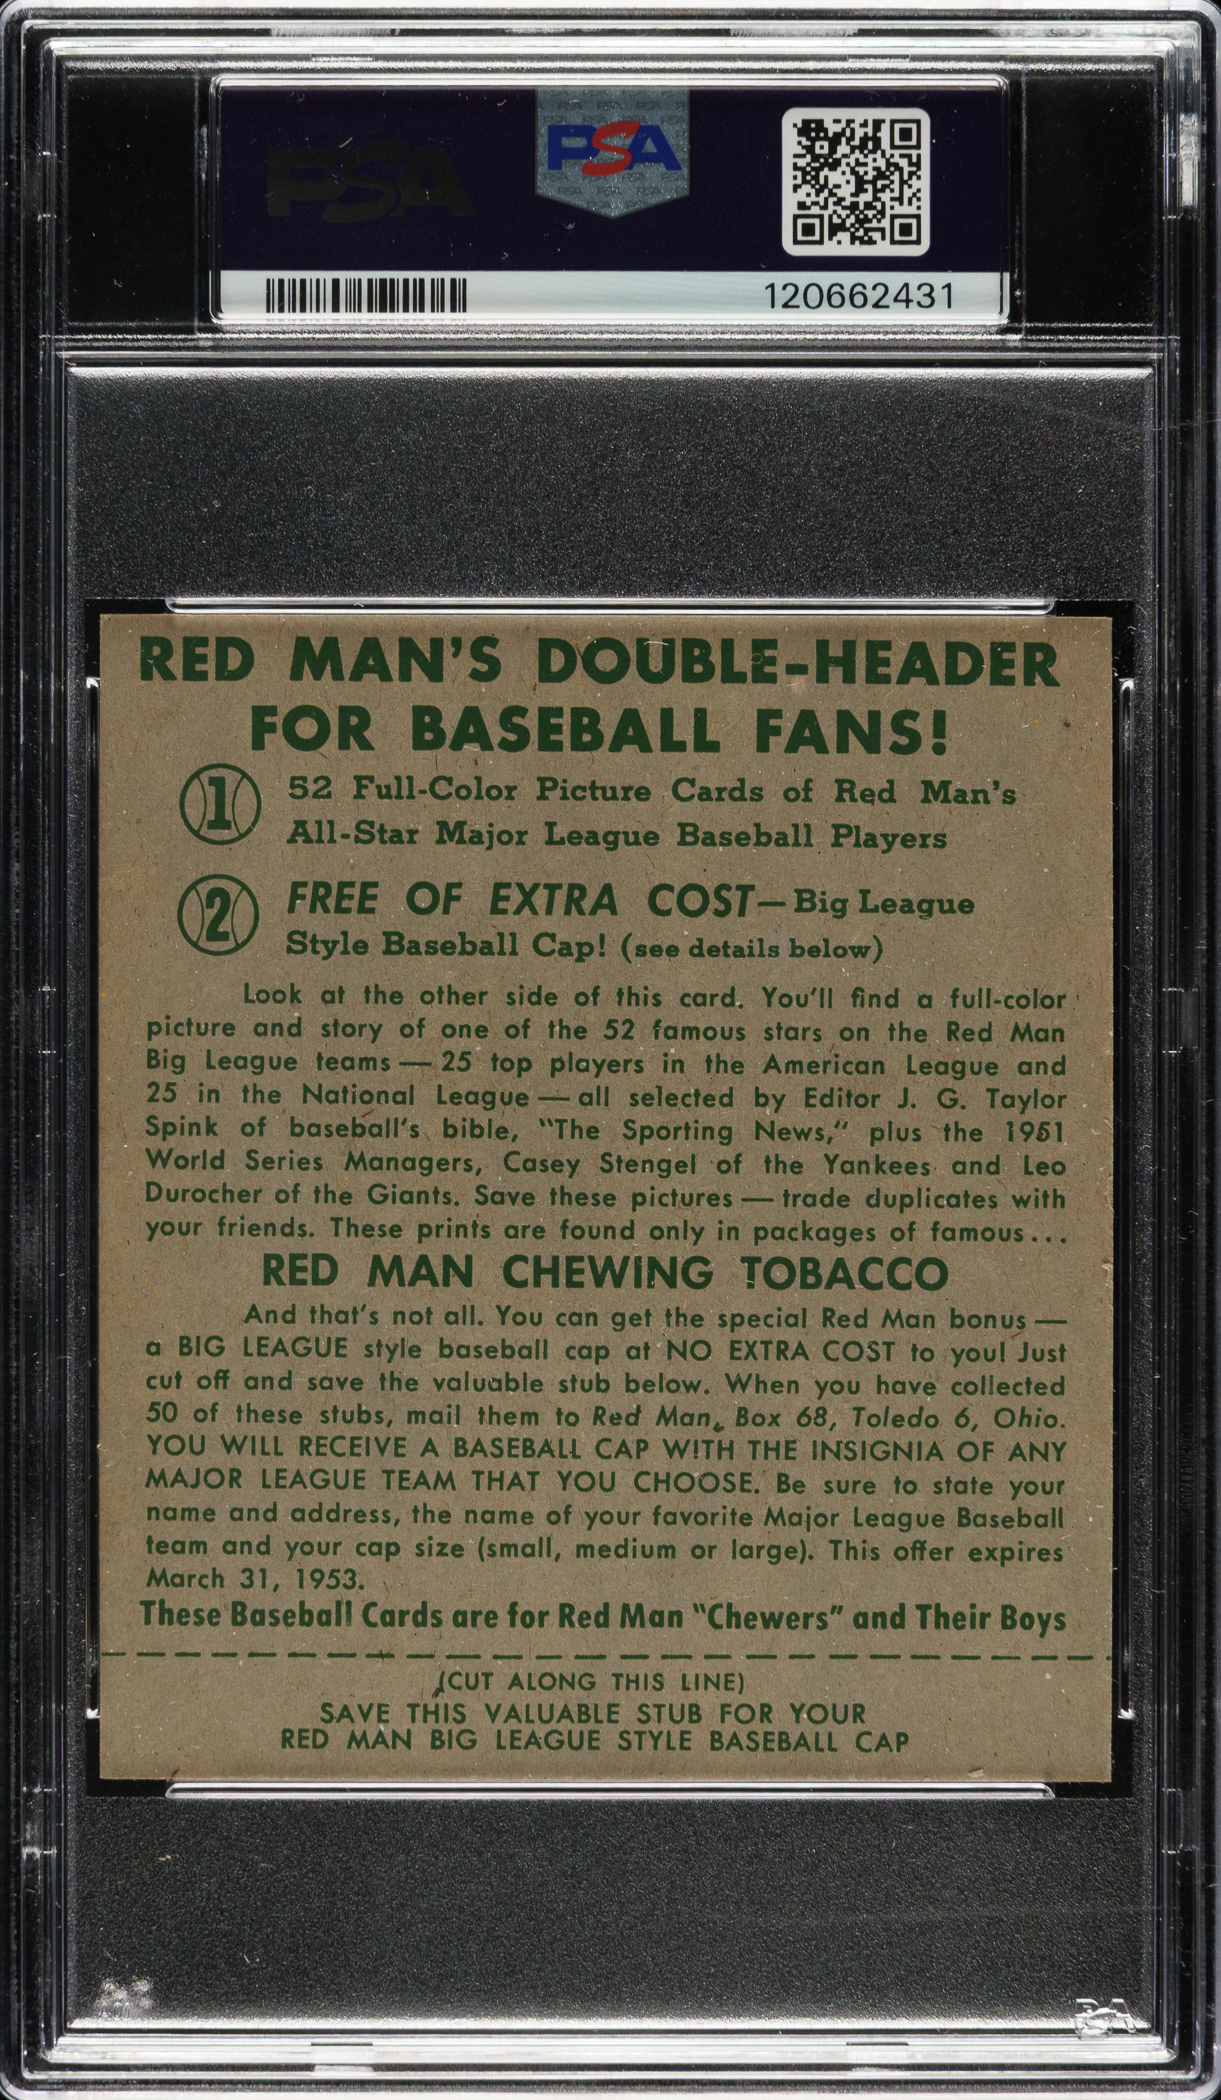 PSA
PSA
120662431
RED MAN'S DOUBLE-HEADER
FOR BASEBALL FANS!
1 52 Full-Color Picture Cards of Red Man's
All-Star Major League Baseball Players
2 FREE OF EXTRA COST—Big League
Style Baseball Cap! (see details below)
Look at the other side of this card. You'll find a full-color
picture and story of one of the 52 famous stars on the Red Man
Big League teams — 25 top players in the American League and
25 in the National League — all selected by Editor J. G. Taylor
Spink of baseball's bible, "The Sporting News," plus the 1951
World Series Managers, Casey Stengel of the Yankees and Leo
Durocher of the Giants. Save these pictures — trade duplicates with
your friends. These prints are found only in packages of famous...
RED MAN CHEWING TOBACCO
And that's not all. You can get the special Red Man bonus —
a BIG LEAGUE style baseball cap at NO EXTRA COST to you! Just
cut off and save the valuable stub below. When you have collected
50 of these stubs, mail them to Red Man, Box 68, Toledo 6, Ohio.
YOU WILL RECEIVE A BASEBALL CAP WITH THE INSIGNIA OF ANY
MAJOR LEAGUE TEAM THAT YOU CHOOSE. Be sure to state your
name and address, the name of your favorite Major League Baseball
team and your cap size (small, medium or large). This offer expires
March 31, 1953.
These Baseball Cards are for Red Man "Chewers" and Their Boys
(CUT ALONG THIS LINE)
SAVE THIS VALUABLE STUB FOR YOUR
RED MAN BIG LEAGUE STYLE BASEBALL CAP